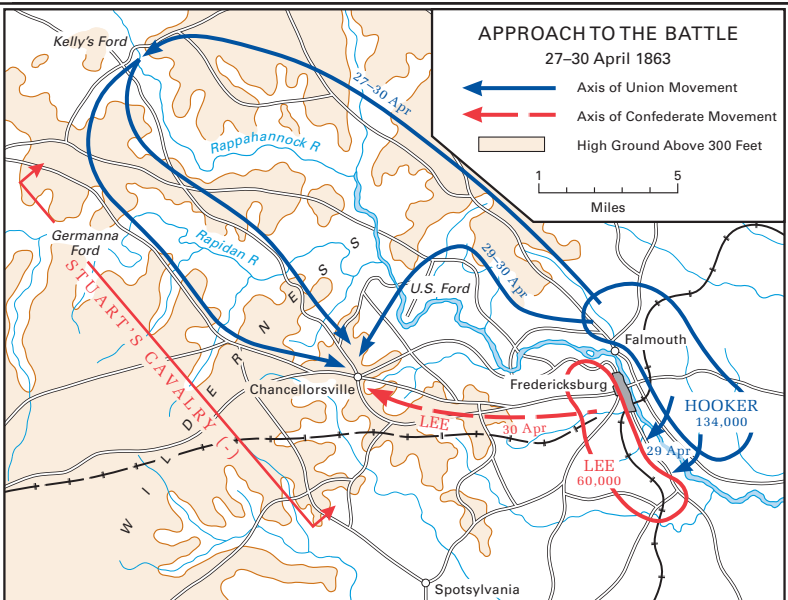 APPROACH TO THE BATTLE
27–30 April 1863
Axis of Union Movement
Axis of Confederate Movement
High Ground Above 300 Feet
1
5
Miles
Kelly's Ford
27–30 Apr
Rappahannock R
Germanna
Ford
Rapidan R
29–30 Apr
U.S. Ford
STUART'S CAVALRY (-)
WILDERNESS
Falmouth
Chancellorsville
Fredericksburg
HOOKER
134,000
LEE
30 Apr
29 Apr
LEE
60,000
Spotsylvania